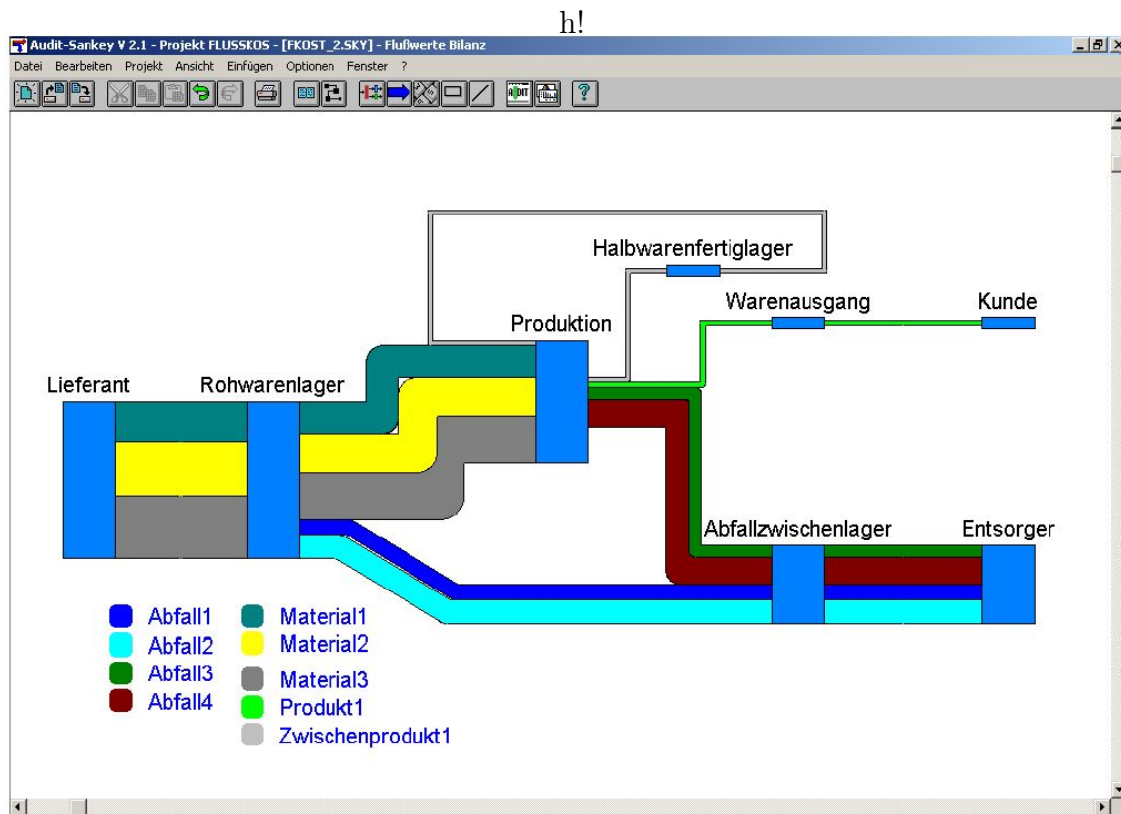 h!
Audit-Sankey V 2.1 - Projekt FLUSSKOS - [FKOST_2.SKY] - Flußwerte Bilanz
Datei Bearbeiten Projekt Ansicht Einfügen Optionen Fenster ?
AUDIT
?
Halbwarenfertiglager
Warenausgang Kunde
Produktion
Lieferant Rohwarenlager
Abfallzwischenlager Entsorger
Abfall1 Material1
Abfall2 Material2
Abfall3 Material3
Abfall4 Produkt1
Zwischenprodukt1